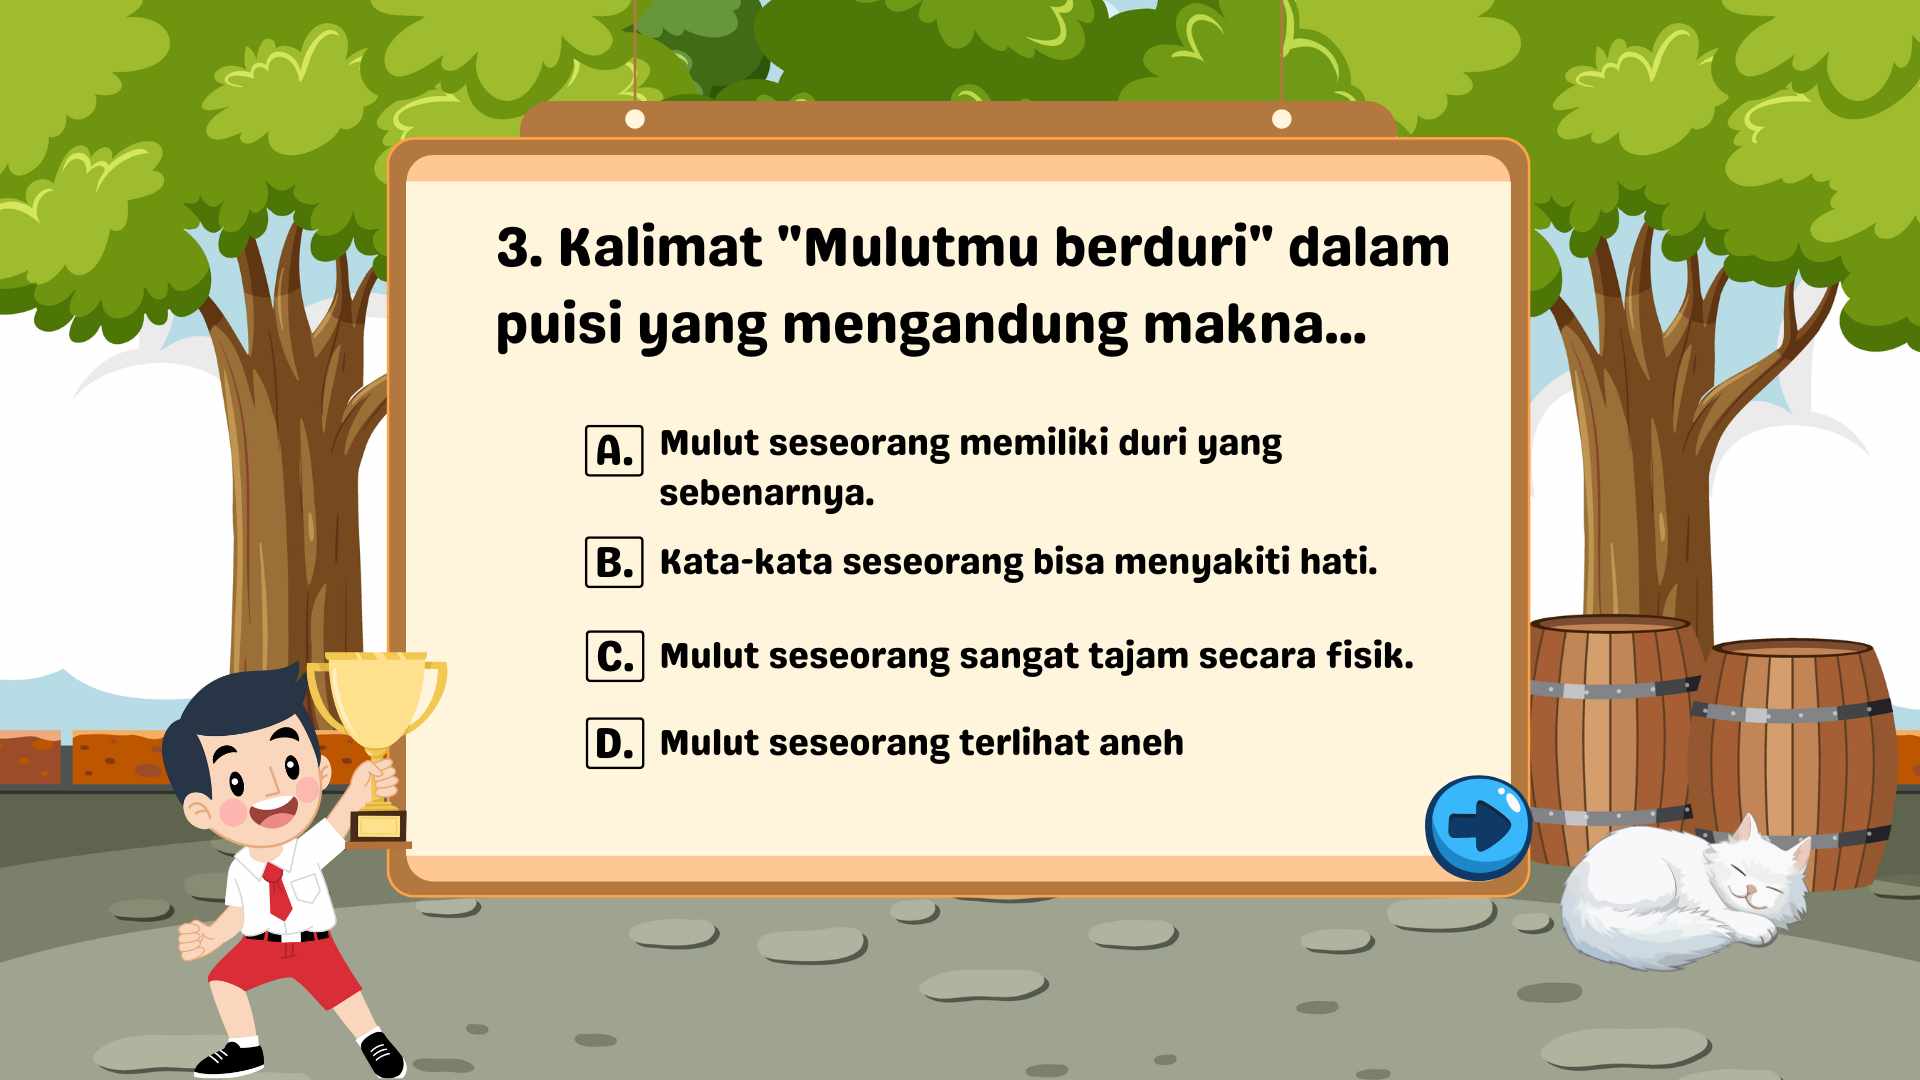 3. Kalimat "Mulutmu berduri" dalam
puisi yang mengandung makna...
A. Mulut seseorang memiliki duri yang
sebenarnya.
B. Kata-kata seseorang bisa menyakiti hati.
C. Mulut seseorang sangat tajam secara fisik.
D. Mulut seseorang terlihat aneh